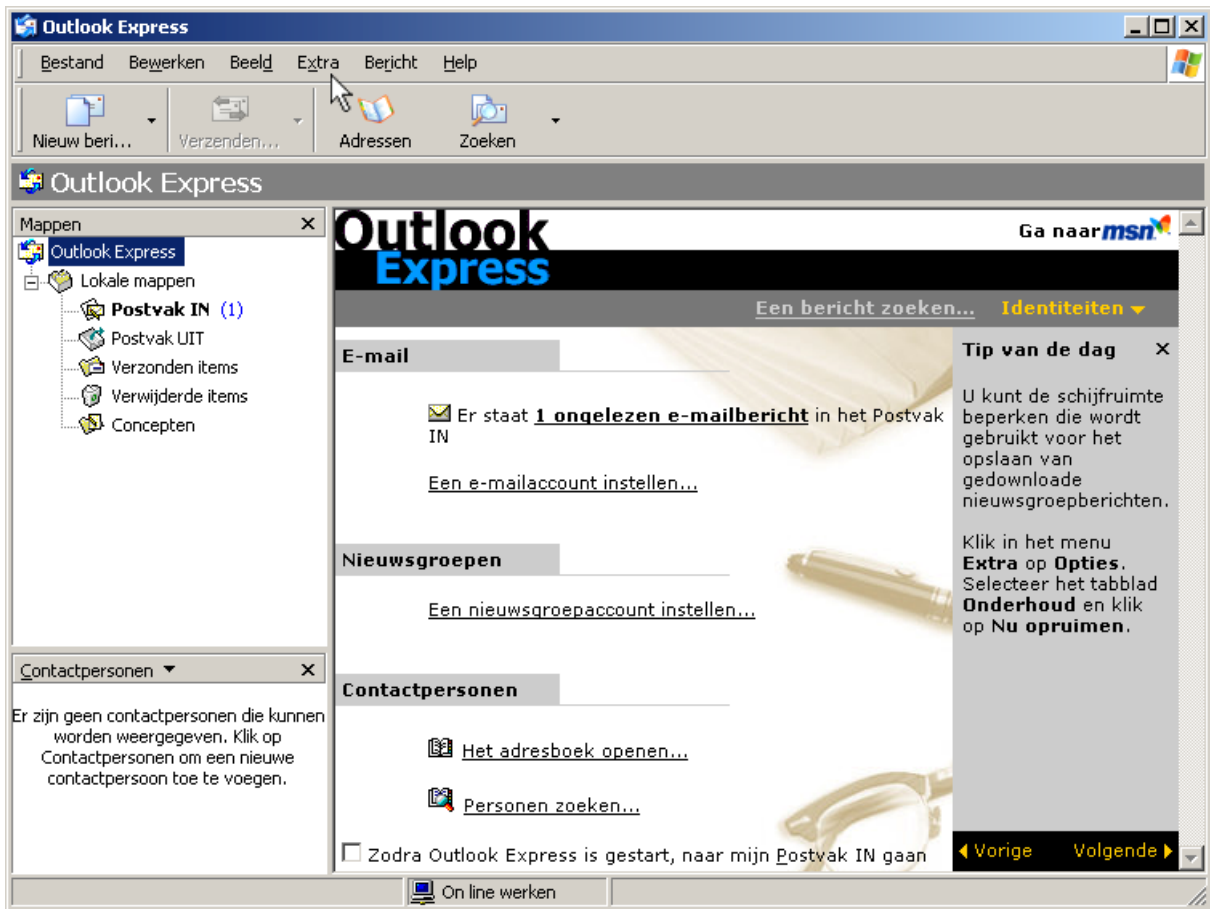 Outlook Express
Bestand Bewerken Beeld Extra Bericht Help
Nieuw beri... Verzenden... Adressen Zoeken
Outlook Express
Mappen
Outlook Express
Lokale mappen
Postvak IN (1)
Postvak UIT
Verzonden items
Verwijderde items
Concepten
Contactpersonen
Er zijn geen contactpersonen die kunnen
worden weergegeven. Klik op
Contactpersonen om een nieuwe
contactpersoon toe te voegen.
Outlook
Express
Ga naar msn
Een bericht zoeken... Identiteiten
E-mail
Er staat 1 ongelezen e-mailbericht in het Postvak
IN
Een e-mailaccount instellen...
Nieuwsgroepen
Een nieuwsgroepaccount instellen...
Contactpersonen
Het adresboek openen...
Personen zoeken...
Zodra Outlook Express is gestart, naar mijn Postvak IN gaan
Tip van de dag
U kunt de schijfruimte
beperken die wordt
gebruikt voor het
opslaan van
gedownloade
nieuwsgroepberichten.
Klik in het menu
Extra op Opties.
Selecteer het tabblad
Onderhoud en klik
op Nu opruimen.
Vorige Volgende
On line werken